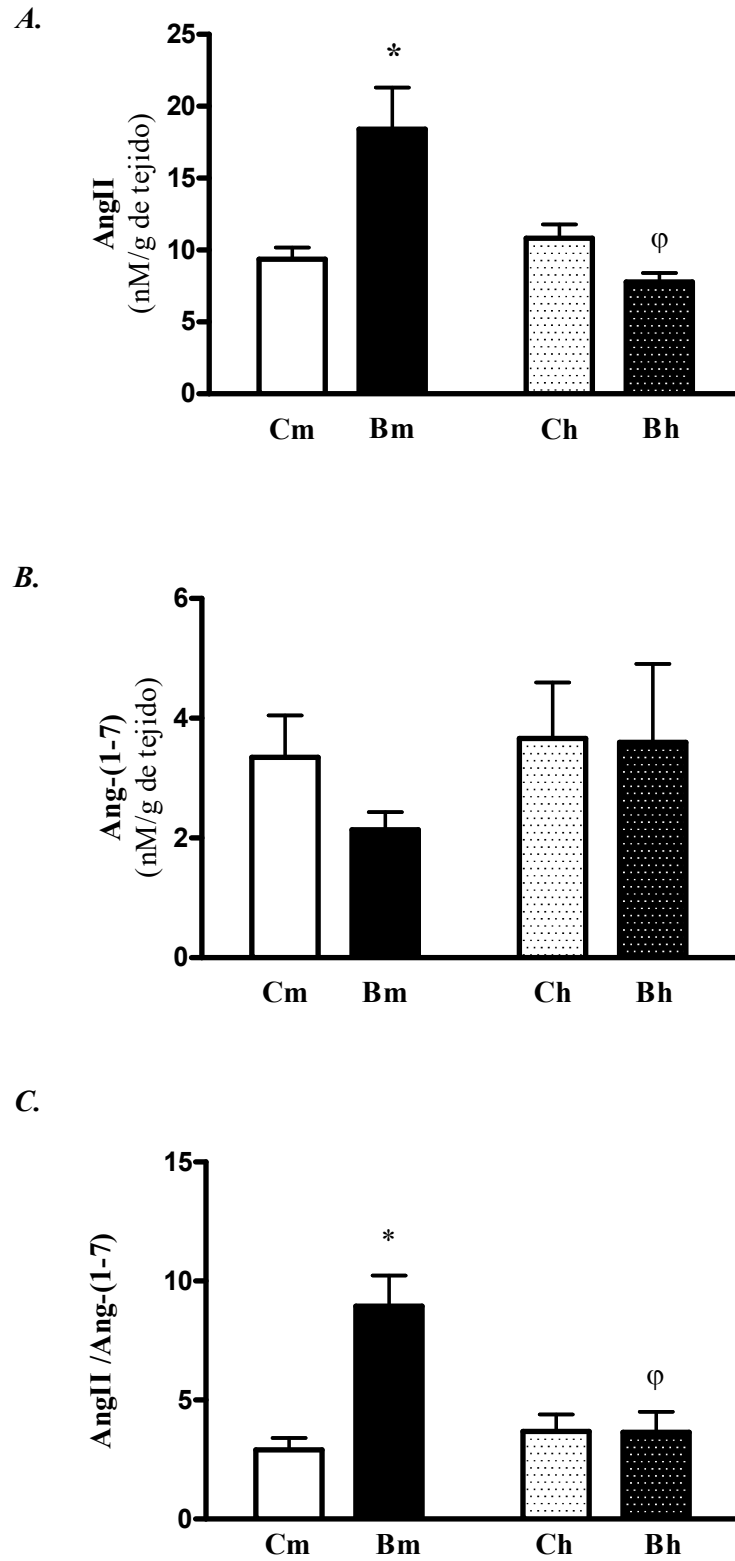 A.
25
20
15
10
5
0
AngII
(nM/g de tejido)
*
φ
Cm Bm Ch Bh
B.
6
4
2
0
Ang-(1-7)
(nM/g de tejido)
Cm Bm Ch Bh
C.
15
10
5
0
AngII /Ang-(1-7)
*
φ
Cm Bm Ch Bh